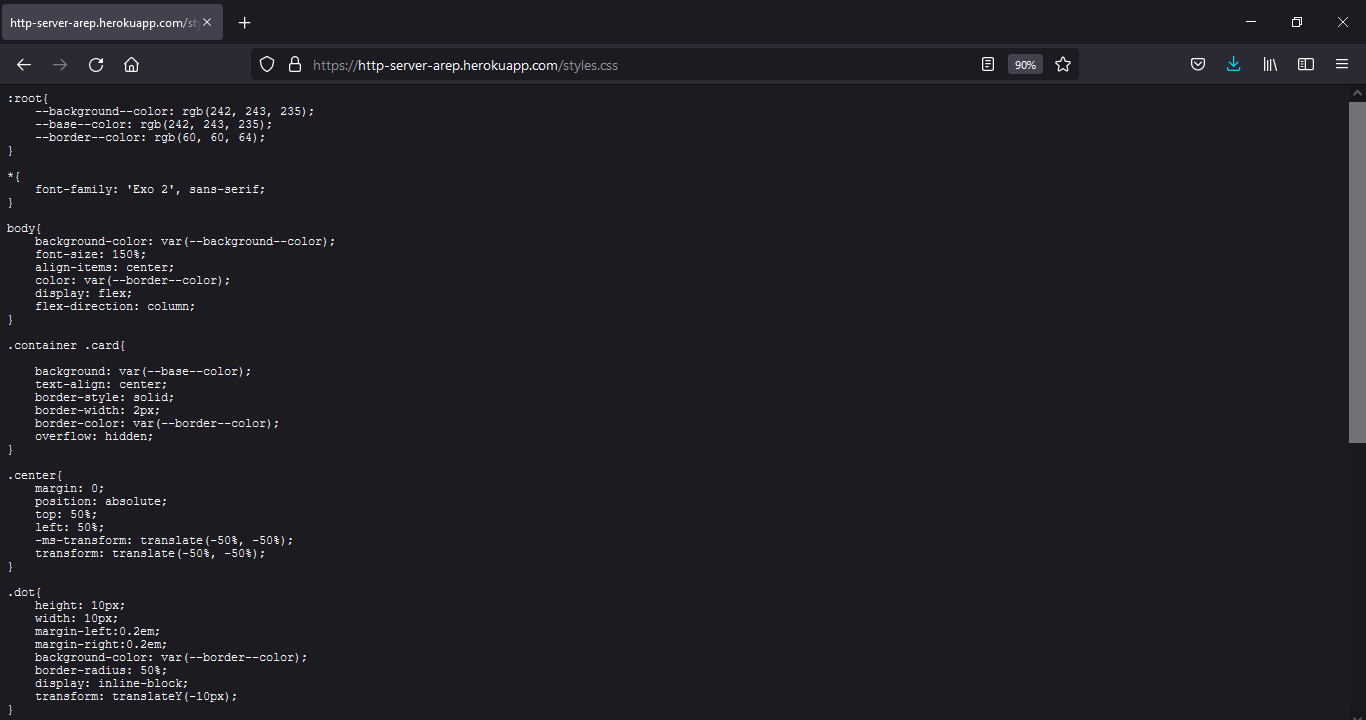 http-server-arep.herokuapp.com/sty
https://http-server-arep.herokuapp.com/styles.css
90%
:root{
    --background--color: rgb(242, 243, 235);
    --base--color: rgb(242, 243, 235);
    --border--color: rgb(60, 60, 64);
}
*{
    font-family: 'Exo 2', sans-serif;
}
body{
    background-color: var(--background--color);
    font-size: 150%;
    align-items: center;
    color: var(--border--color);
    display: flex;
    flex-direction: column;
}
.container .card{
    background: var(--base--color);
    text-align: center;
    border-style: solid;
    border-width: 2px;
    border-color: var(--border--color);
    overflow: hidden;
}
.center{
    margin: 0;
    position: absolute;
    top: 50%;
    left: 50%;
    -ms-transform: translate(-50%, -50%);
    transform: translate(-50%, -50%);
}
.dot{
    height: 10px;
    width: 10px;
    margin-left:0.2em;
    margin-right:0.2em;
    background-color: var(--border--color);
    border-radius: 50%;
    display: inline-block;
    transform: translateY(-10px);
}